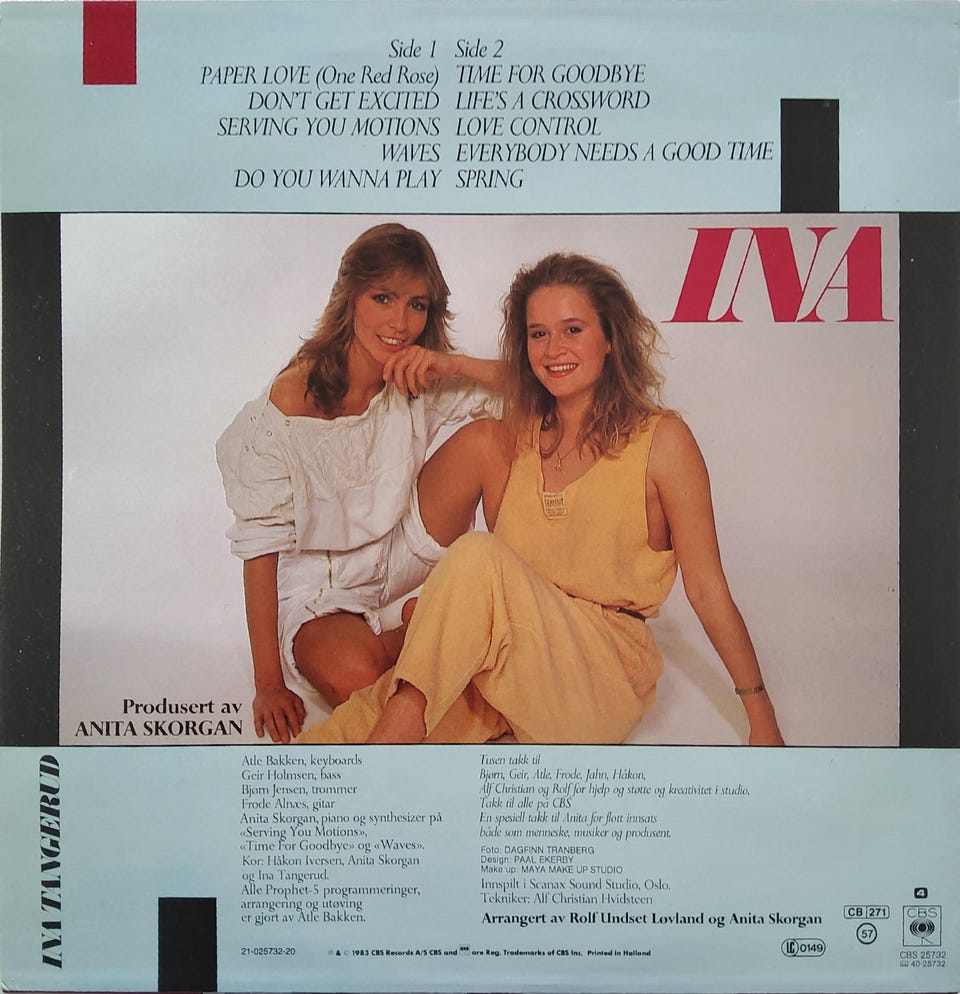 Side 1 Side 2
PAPER LOVE (One Red Rose) TIME FOR GOODBYE
DON'T GET EXCITED LIFE'S A CROSSWORD
SERVING YOU MOTIONS LOVE CONTROL
WAVES EVERYBODY NEEDS A GOOD TIME
DO YOU WANNA PLAY SPRING
INA
Produsert av
ANITA SKORGAN
INA TANGERUD
Atle Bakken, keyboards
Geir Holmsen, bass
Bjørn Jensen, trommer
Frode Alnæs, gitar
Anita Skorgan, piano og synthesizer på
«Serving You Motions»,
«Time For Goodbye» og «Waves».
Kor: Håkon Iversen, Anita Skorgan
og Ina Tangerud.
Alle Prophet-5 programmeringer,
arrangering og utøving
er gjort av Atle Bakken.
Tusen takk til
Bjørn, Geir, Atle, Frode, Jahn, Håkon,
Alf Christian og Rolf for hjelp og støtte og kreativitet i studio.
Takk til alle på CBS
En spesiell takk til Anita for flott innsats
både som menneske, musiker og produsent.
Foto: DAGFINN TRANBERG
Design: PAAL EKERBY
Make up: MAYA MAKE UP STUDIO
Innspilt i Scanax Sound Studio, Oslo.
Tekniker: Alf Christian Hvidsteen
Arrangert av Rolf Undset Løvland og Anita Skorgan
21-025732-20
℗ & © 1983 CBS Records A/S CBS and CBS are Reg. Trademarks of CBS Inc. Printed in Holland
LC 0149
CB 271
57
4
CBS
CBS 25732
40-25732